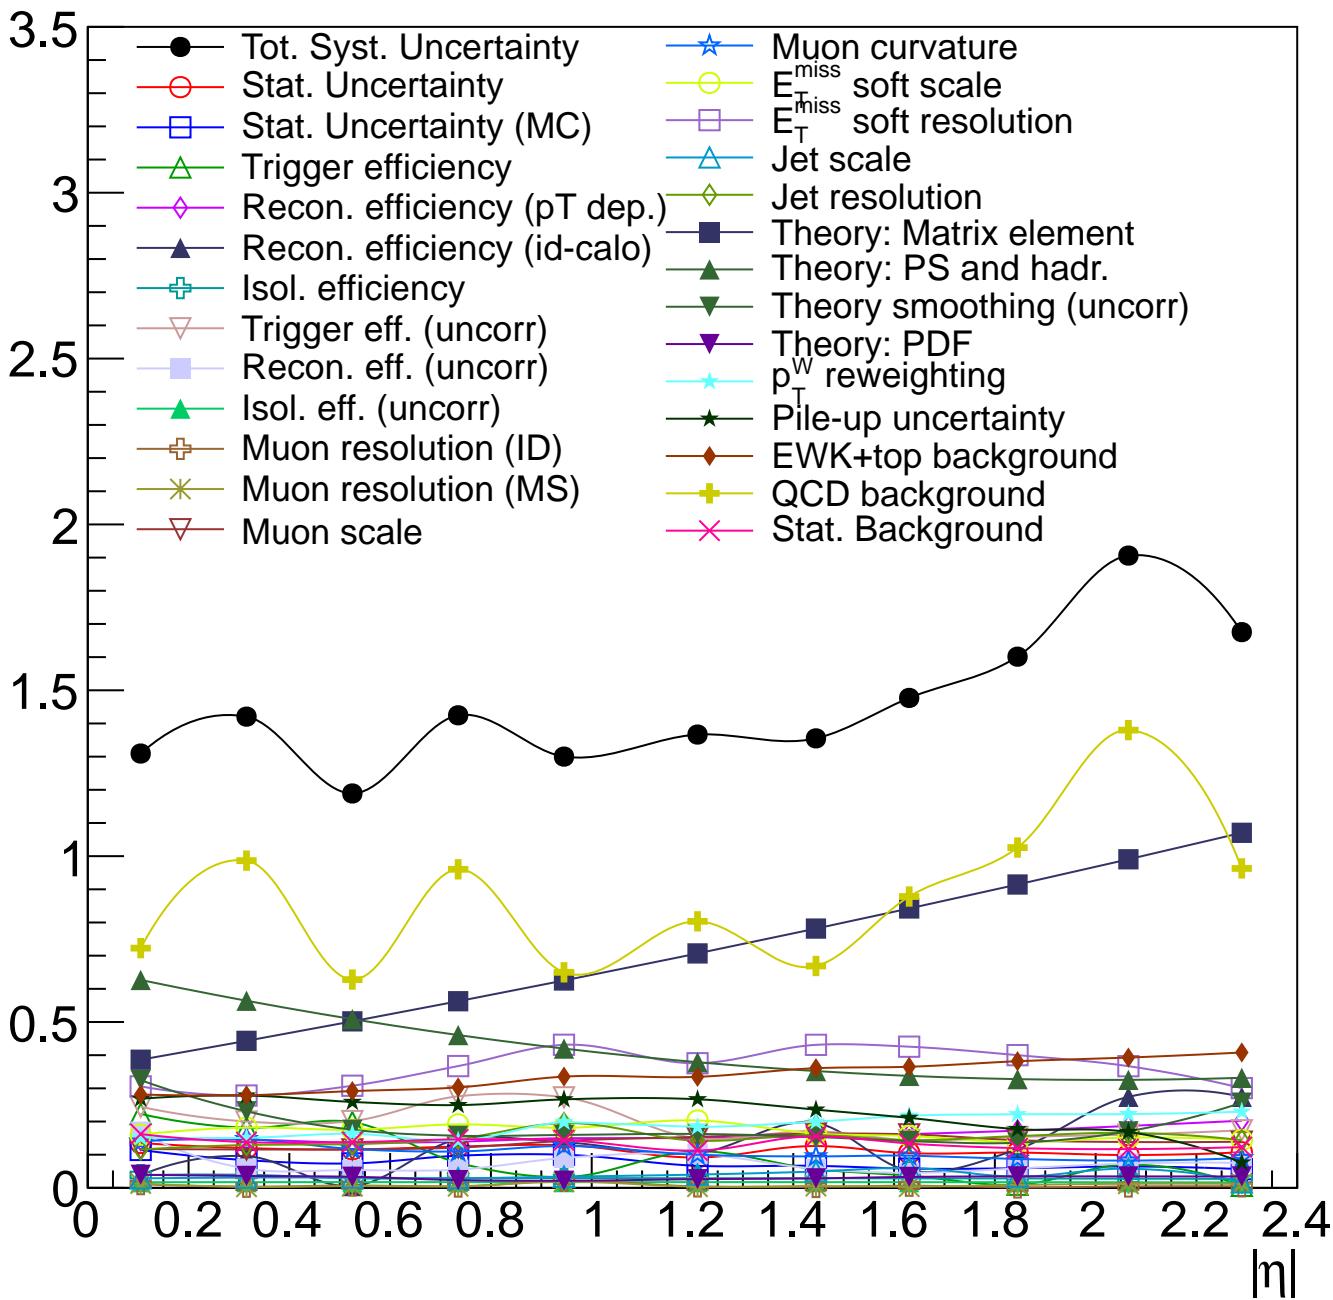 3.5
3
2.5
2
1.5
1
0.5
0
Tot. Syst. Uncertainty
Stat. Uncertainty
Stat. Uncertainty (MC)
Trigger efficiency
Recon. efficiency (pT dep.)
Recon. efficiency (id-calo)
Isol. efficiency
Trigger eff. (uncorr)
Recon. eff. (uncorr)
Isol. eff. (uncorr)
Muon resolution (ID)
Muon resolution (MS)
Muon scale
Muon curvature
E_T^miss soft scale
E_T^miss soft resolution
Jet scale
Jet resolution
Theory: Matrix element
Theory: PS and hadr.
Theory smoothing (uncorr)
Theory: PDF
p_T^W reweighting
Pile-up uncertainty
EWK+top background
QCD background
Stat. Background
0 0.2 0.4 0.6 0.8 1 1.2 1.4 1.6 1.8 2 2.2 2.4
|η|